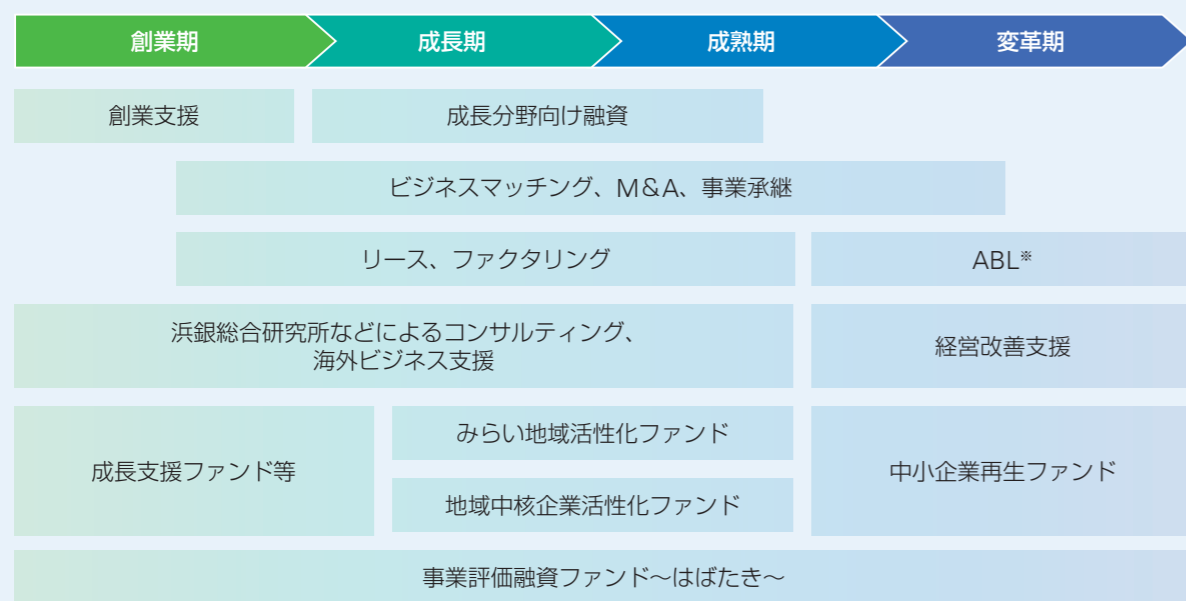 創業期
成長期
成熟期
変革期
創業支援
成長分野向け融資
ビジネスマッチング、M&A、事業承継
リース、ファクタリング
ABL※
浜銀総合研究所などによるコンサルティング、
海外ビジネス支援
経営改善支援
成長支援ファンド等
みらい地域活性化ファンド
地域中核企業活性化ファンド
中小企業再生ファンド
事業評価融資ファンド～はばたき～